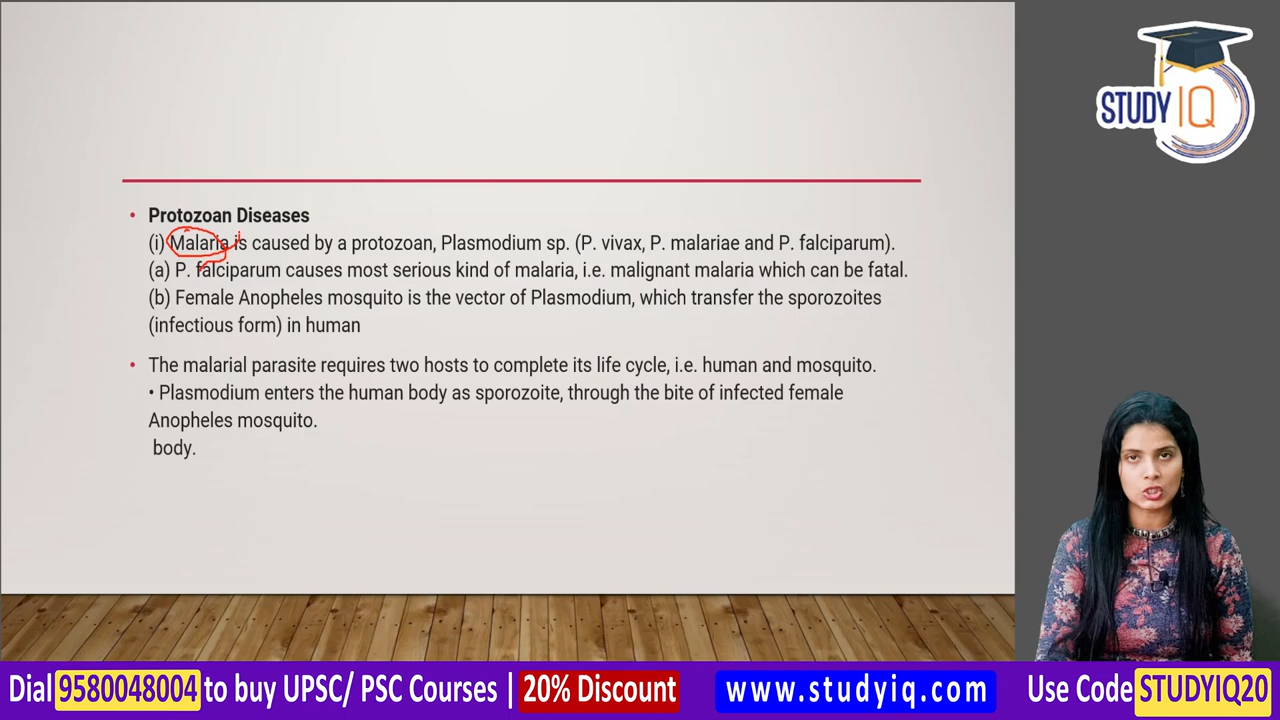 STUDY IQ
• Protozoan Diseases
(i) Malaria is caused by a protozoan, Plasmodium sp. (P. vivax, P. malariae and P. falciparum).
(a) P. falciparum causes most serious kind of malaria, i.e. malignant malaria which can be fatal.
(b) Female Anopheles mosquito is the vector of Plasmodium, which transfer the sporozoites
(infectious form) in human
• The malarial parasite requires two hosts to complete its life cycle, i.e. human and mosquito.
• Plasmodium enters the human body as sporozoite, through the bite of infected female
Anopheles mosquito.
body.
Dial 9580048004 to buy UPSC/ PSC Courses | 20% Discount www.studyiq.com Use Code STUDYIQ20